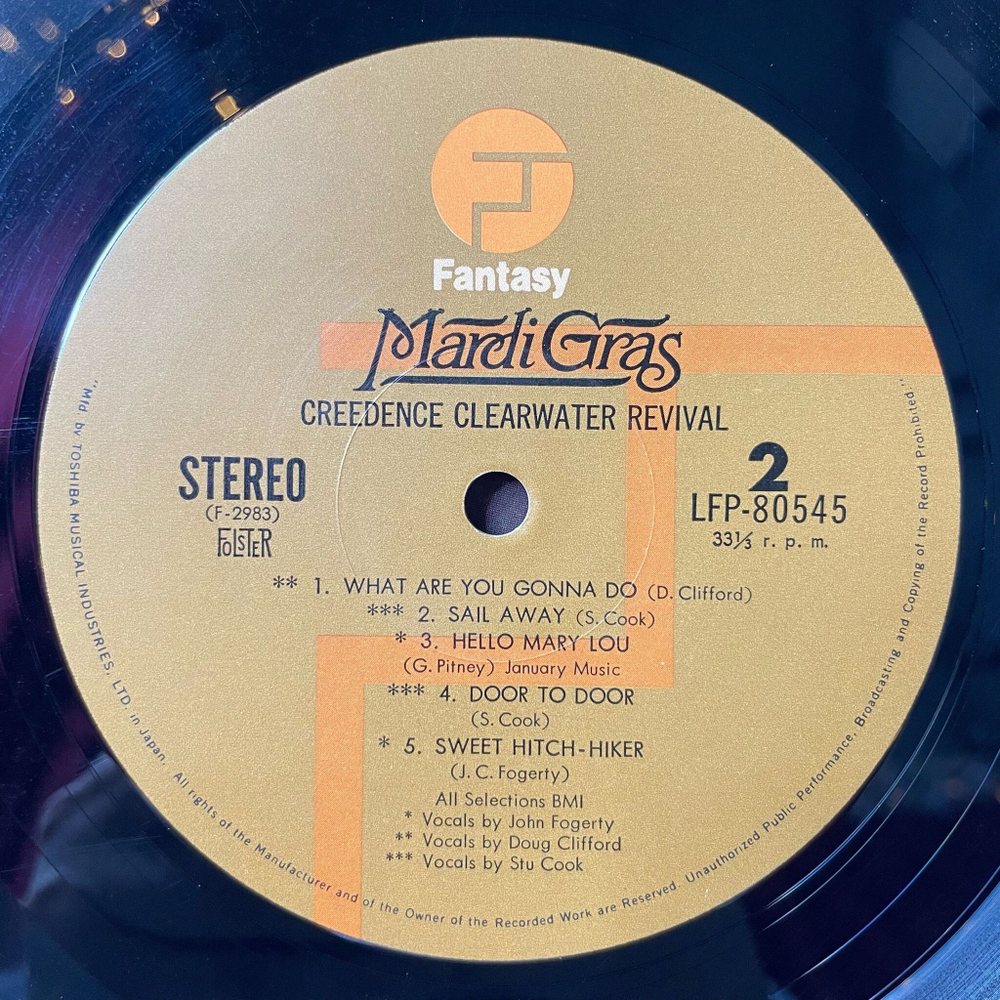 Fantasy
Mardi Gras
CREEDENCE CLEARWATER REVIVAL
STEREO
(F-2983)
FOLSTER
2
LFP-80545
33⅓ r. p. m.
** 1. WHAT ARE YOU GONNA DO (D. Clifford)
*** 2. SAIL AWAY (S. Cook)
* 3. HELLO MARY LOU
(G. Pitney) January Music
*** 4. DOOR TO DOOR
(S. Cook)
* 5. SWEET HITCH-HIKER
(J. C. Fogerty)
All Selections BMI
* Vocals by John Fogerty
** Vocals by Doug Clifford
*** Vocals by Stu Cook
"Mfd by TOSHIBA MUSICAL INDUSTRIES, LTD. in Japan. All rights of the Manufacturer and of the Owner of the Recorded Work are Reserved. Unauthorized Public Performance, Broadcasting and Copying of the Record Prohibited."